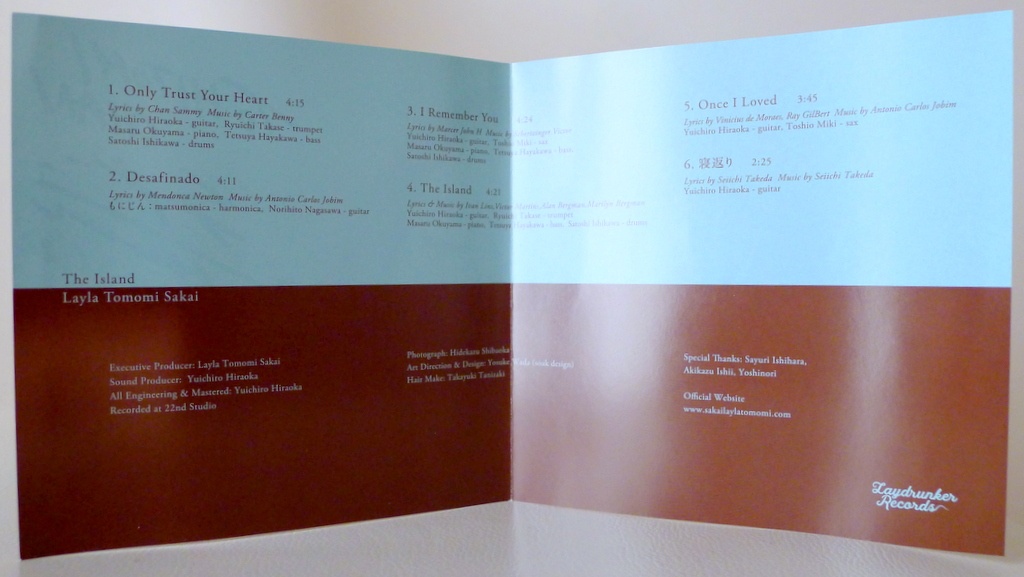 1. Only Trust Your Heart 4:15
Lyrics by Chan Sammy Music by Carter Benny
Yuichiro Hiraoka - guitar, Ryuichi Takase - trumpet
Masaru Okuyama - piano, Tetsuya Hayakawa - bass
Satoshi Ishikawa - drums
2. Desafinado 4:11
Lyrics by Mendonca Newton Music by Antonio Carlos Jobim
もにじん : matsumonica - harmonica, Norihito Nagasawa - guitar
3. I Remember You 4:24
Lyrics by Mercer John H Music by
Yuichiro Hiraoka - guitar, Toshio Miki - sax
Masaru Okuyama - piano, Tetsuya Hayakawa - bass
Satoshi Ishikawa - drums
4. The Island 4:21
Lyrics & Music by Ivan Lins, Victor Martins, Alan Bergman, Marilyn Bergman
Yuichiro Hiraoka - guitar, Ryuichi Takase - trumpet
Masaru Okuyama - piano, Tetsuya Hayakawa - bass, Satoshi Ishikawa - drums
5. Once I Loved 3:45
Lyrics by Vinicius de Moraes, Ray Gilbert Music by Antonio Carlos Jobim
Yuichiro Hiraoka - guitar, Toshio Miki - sax
6. 寝返り 2:25
Lyrics by Seiichi Takeda Music by Seiichi Takeda
Yuichiro Hiraoka - guitar
The Island
Layla Tomomi Sakai
Executive Producer: Layla Tomomi Sakai
Sound Producer: Yuichiro Hiraoka
All Engineering & Mastered: Yuichiro Hiraoka
Recorded at 22nd Studio
Photograph: Hidekazu Shibuoka
Art Direction & Design: Yosuke Wada design)
Hair Make: Takayuki Tanizaki
Special Thanks: Sayuri Ishihara,
Akikazu Ishii, Yoshinori
Official Website
www.sakailaylatomomi.com
Laydrunker
Records